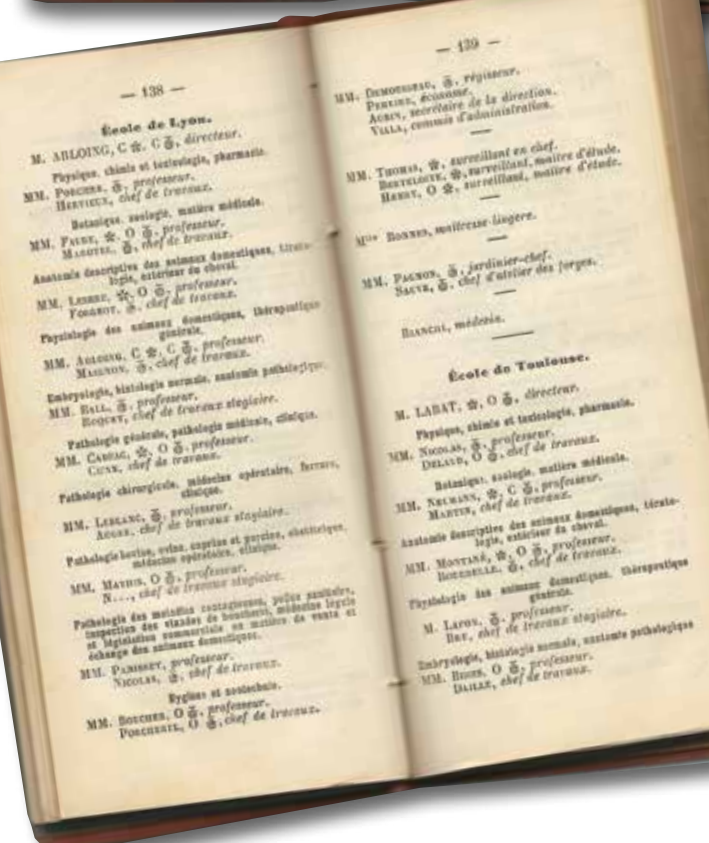 — 138 —
École de Lyon.
M. ARLOING, C ✻, C, directeur.
Physique, chimie et toxicologie, pharmacie.
MM. PORCHER, professeur.
HERVIEUX, chef de travaux.
Botanique, zoologie, matière médicale.
MM. FAURE, ✻, O, professeur.
MAROTEL, chef de travaux.
Anatomie descriptive des animaux domestiques, térato-
logie, extérieur du cheval.
MM. LESBRE, ✻, O, professeur.
FORGEOT, chef de travaux.
Physiologie des animaux domestiques, thérapeutique
générale.
MM. ARLOING, C ✻, C, professeur.
MAIGNON, chef de travaux.
Embryologie, histologie normale, anatomie pathologique.
MM. BALL, professeur.
chef de travaux stagiaire.
Pathologie générale, pathologie médicale, clinique.
MM. CADÉAC, ✻, O, professeur.
CUNY, chef de travaux.
Pathologie chirurgicale, médecine opératoire, ferrure,
clinique.
MM. LEBLANC, professeur.
AUGER, chef de travaux stagiaire.
Pathologie bovine, ovine, caprine et porcine, obstétrique,
médecine opératoire, clinique.
MM. MATHIS, O, professeur.
N..., chef de travaux stagiaire.
Pathologie des maladies contagieuses, police sanitaire,
inspection des viandes de boucherie, médecine légale
et législation commerciale en matière de vente et
échange des animaux domestiques.
MM. PANISSET, professeur.
NICOLAS, chef de travaux.
Hygiène et zootechnie.
MM. BOUCHER, O, professeur.
PORCHEREL, O, chef de travaux.
— 139 —
MM. régisseur.
PERRIER, économe.
AUBIN, secrétaire de la direction.
VILLA, commis d'administration.
MM. THOMAS, ✻, surveillant en chef.
✻, surveillant, maître d'étude.
HENRY, O ✻, surveillant, maître d'étude.
Mlle BONNES, maîtresse-lingère.
MM. PAGNON, jardinier-chef.
chef d'atelier des forges.
BIANCHI, médecin.
École de Toulouse.
M. LABAT, ✻, O, directeur.
Physique, chimie et toxicologie, pharmacie.
MM. NICOLAS, professeur.
DELAUD, O, chef de travaux.
Botanique, zoologie, matière médicale.
MM. NEUMANN, ✻, C, professeur.
MARTIN, chef de travaux.
Anatomie descriptive des animaux domestiques, térato-
logie, extérieur du cheval.
MM. MONTANÉ, ✻, O, professeur.
BOURDELLE, chef de travaux.
Physiologie des animaux domestiques, thérapeutique
générale.
M. LAFON, professeur.
chef de travaux stagiaire.
Embryologie, histologie normale, anatomie pathologique
MM. O, professeur.
DAILLE, chef de travaux.